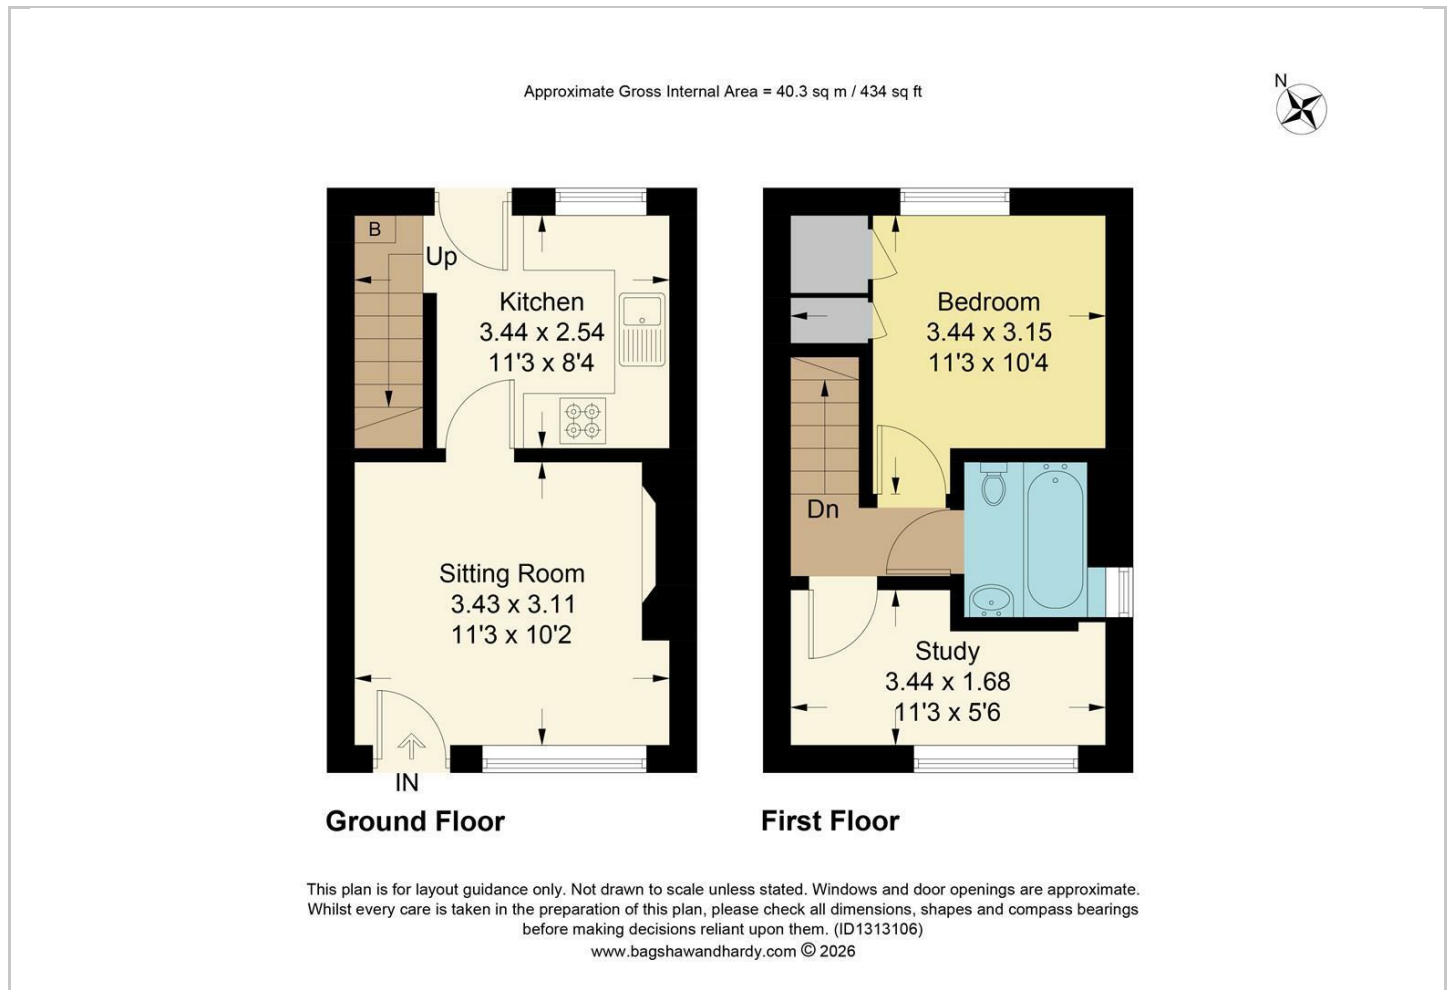 Approximate Gross Internal Area = 40.3 sq m / 434 sq ft
N
B
Up
Kitchen
3.44 x 2.54
11'3 x 8'4
Sitting Room
3.43 x 3.11
11'3 x 10'2
IN
Ground Floor
Bedroom
3.44 x 3.15
11'3 x 10'4
Dn
Study
3.44 x 1.68
11'3 x 5'6
First Floor
This plan is for layout guidance only. Not drawn to scale unless stated. Windows and door openings are approximate.
Whilst every care is taken in the preparation of this plan, please check all dimensions, shapes and compass bearings
before making decisions reliant upon them. (ID1313106)
www.bagshawandhardy.com © 2026